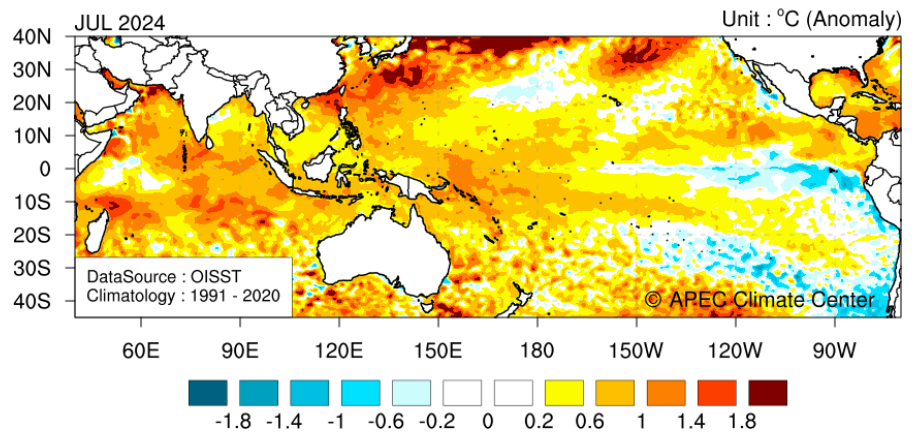 JUL 2024
Unit : °C (Anomaly)
40N
30N
20N
10N
0
10S
20S
30S
40S
DataSource : OISST
Climatology : 1991 - 2020
© APEC Climate Center
60E 90E 120E 150E 180 150W 120W 90W
-1.8 -1.4 -1 -0.6 -0.2 0 0.2 0.6 1 1.4 1.8